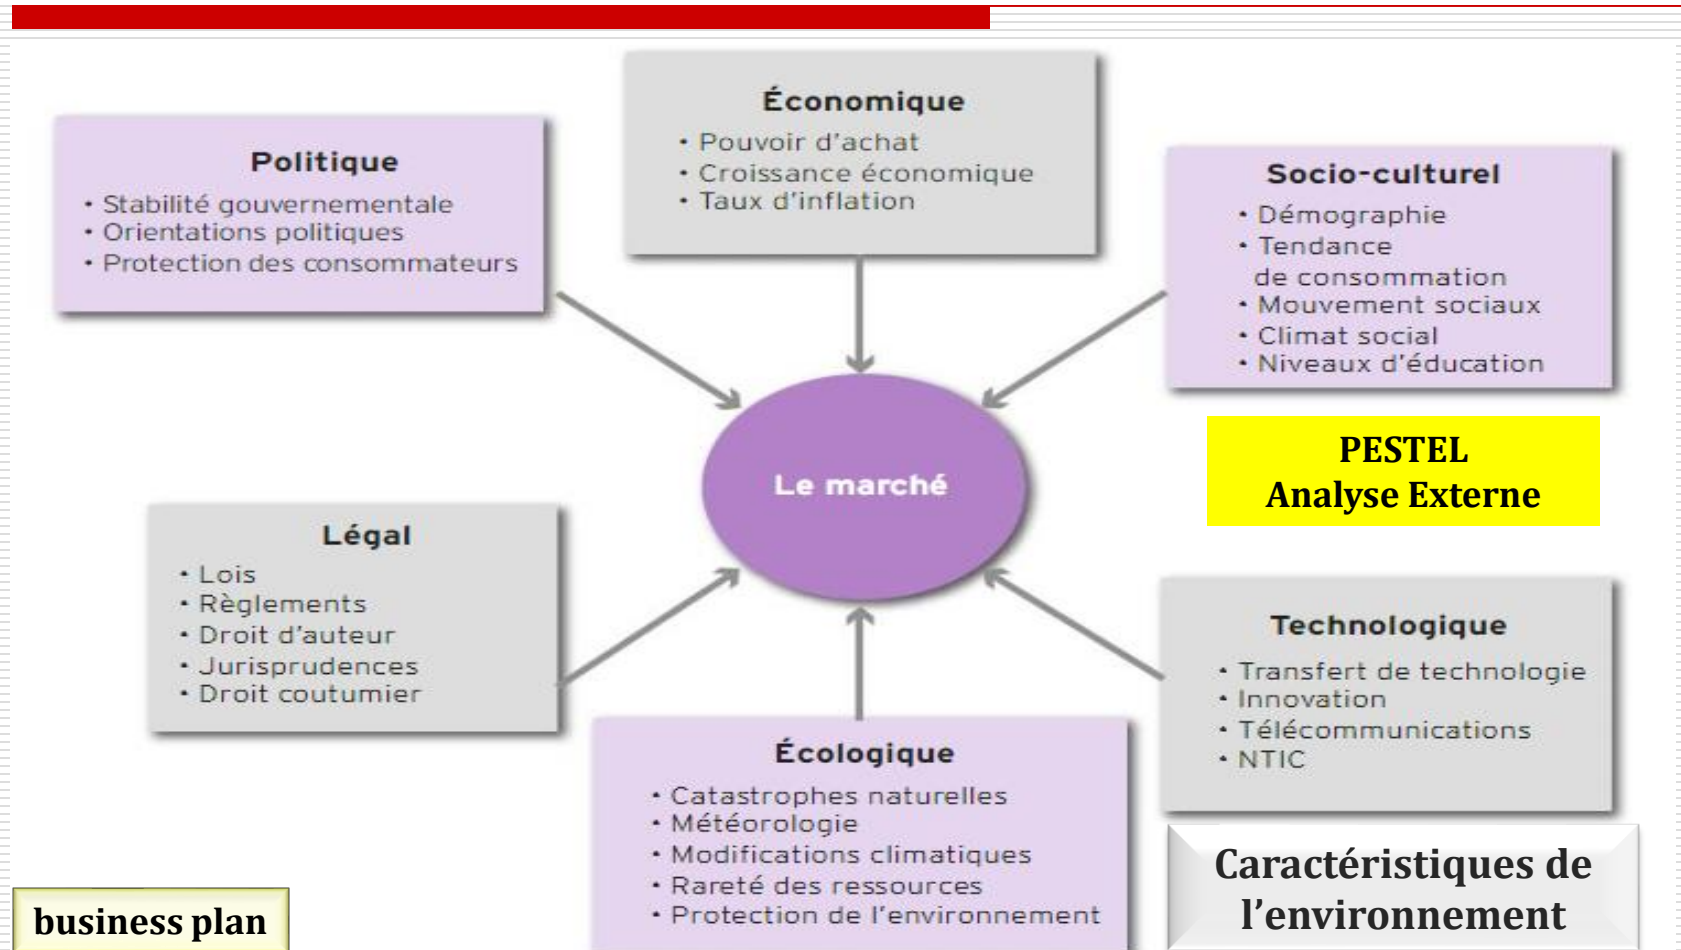 Économique
• Pouvoir d'achat
• Croissance économique
• Taux d'inflation
Politique
• Stabilité gouvernementale
• Orientations politiques
• Protection des consommateurs
Socio-culturel
• Démographie
• Tendance
de consommation
• Mouvement sociaux
• Climat social
• Niveaux d'éducation
Le marché
PESTEL
Analyse Externe
Légal
• Lois
• Règlements
• Droit d'auteur
• Jurisprudences
• Droit coutumier
Technologique
• Transfert de technologie
• Innovation
• Télécommunications
• NTIC
Écologique
• Catastrophes naturelles
• Météorologie
• Modifications climatiques
• Rareté des ressources
• Protection de l'environnement
Caractéristiques de
l’environnement
business plan